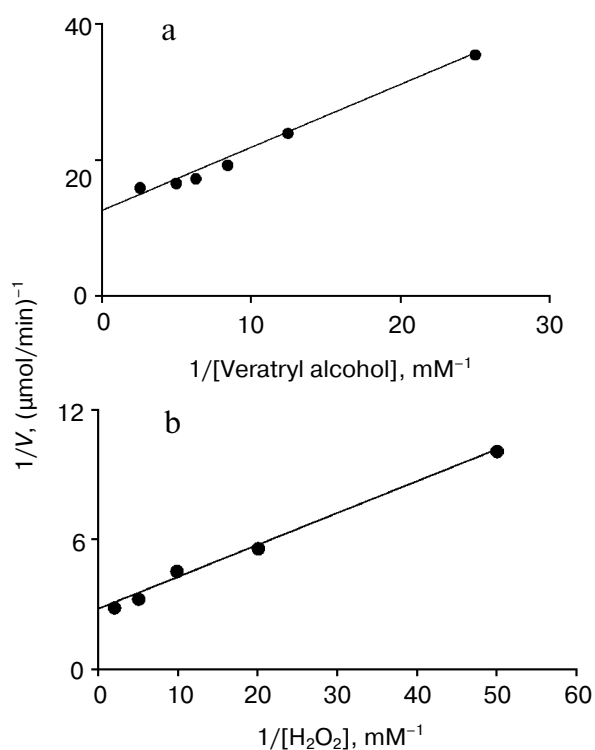 40
a
20
0
0 10 20 30
1/[Veratryl alcohol], mM⁻¹
1/V, (μmol/min)⁻¹
12
b
6
0
0 10 20 30 40 50 60
1/[H₂O₂], mM⁻¹